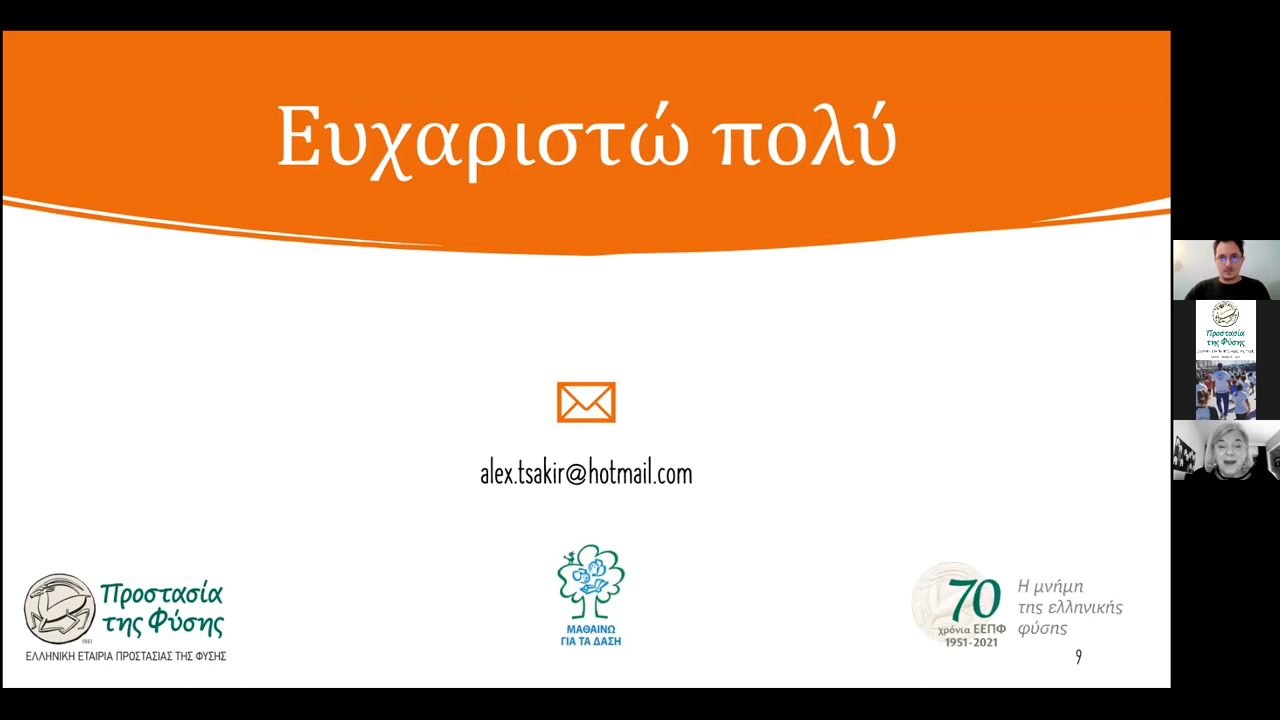 Ευχαριστώ πολύ
alex.tsakir@hotmail.com
Προστασία
της Φύσης
1951
ΕΛΛΗΝΙΚΗ ΕΤΑΙΡΙΑ ΠΡΟΣΤΑΣΙΑΣ ΤΗΣ ΦΥΣΗΣ
ΜΑΘΑΙΝΩ
ΓΙΑ ΤΑ ΔΑΣΗ
70
χρόνια ΕΕΠΦ
1951-2021
Η μνήμη
της ελληνικής
φύσης
9
Προστασία
της Φύσης